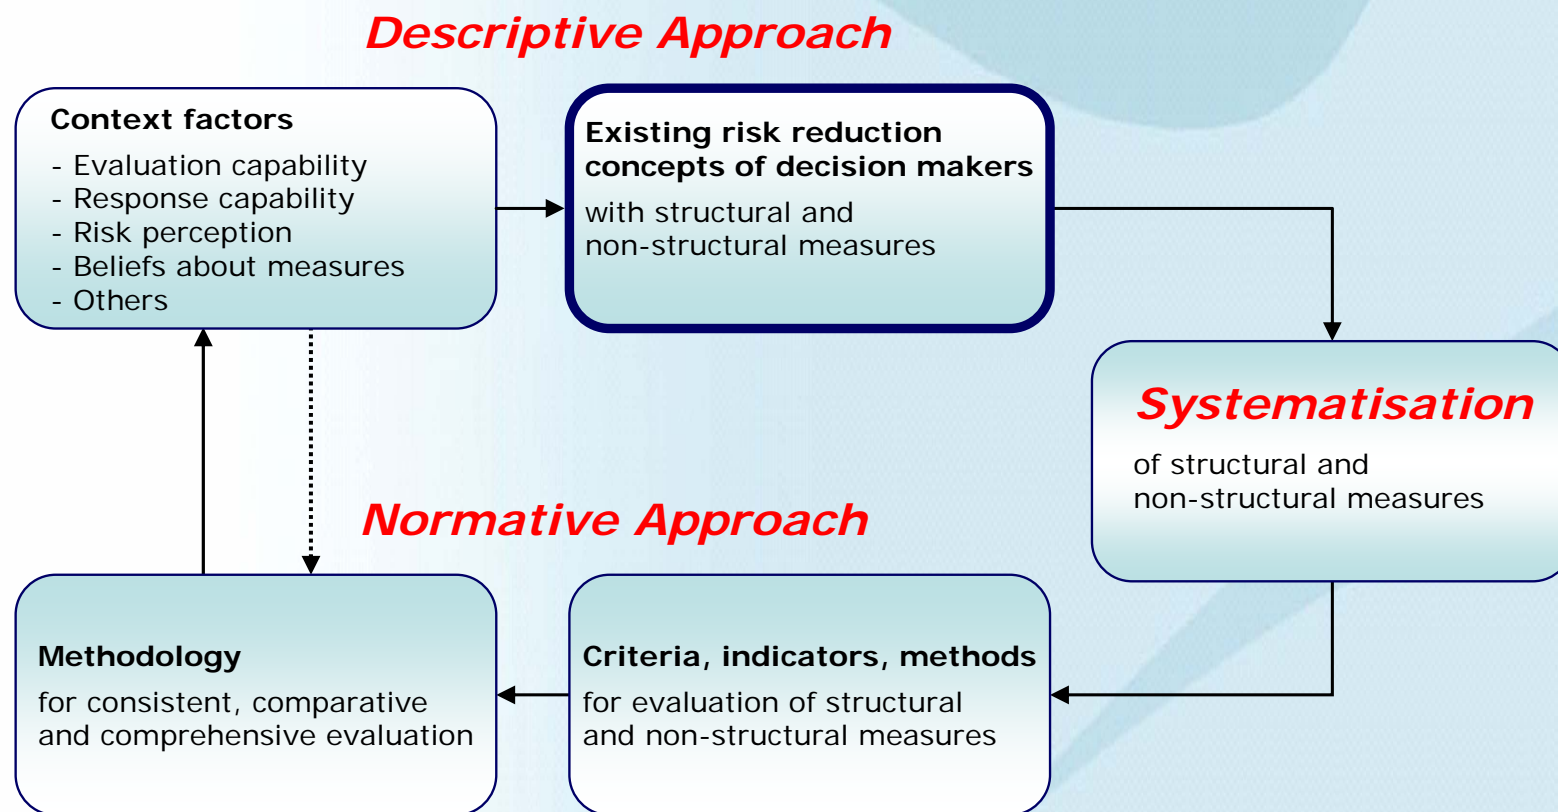 Descriptive Approach
Context factors
- Evaluation capability
- Response capability
- Risk perception
- Beliefs about measures
- Others
Existing risk reduction
concepts of decision makers
with structural and
non-structural measures
Systematisation
of structural and
non-structural measures
Normative Approach
Methodology
for consistent, comparative
and comprehensive evaluation
Criteria, indicators, methods
for evaluation of structural
and non-structural measures